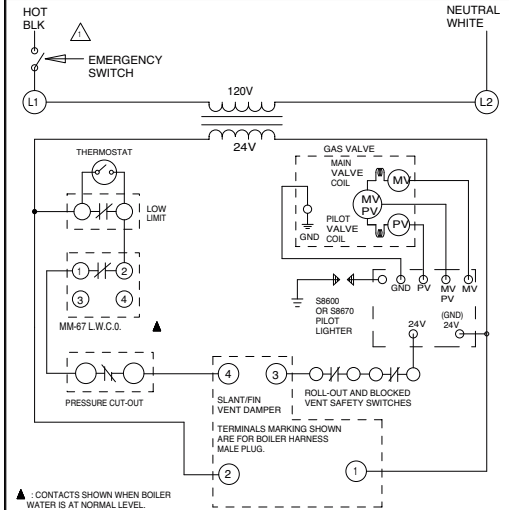 HOT
BLK
NEUTRAL
WHITE
1
EMERGENCY
SWITCH
L1
120V
L2
24V
THERMOSTAT
LOW
LIMIT
GAS VALVE
MAIN
VALVE
COIL
MV
MV
PV
PV
PILOT
VALVE
COIL
GND
1
2
3
4
MM-67 L.W.C.O.
S8600
OR S8670
PILOT
LIGHTER
GND
PV
MV
PV
MV
24V
(GND)
24V
PRESSURE CUT-OUT
4
3
SLANT/FIN
VENT DAMPER
ROLL-OUT AND BLOCKED
VENT SAFETY SWITCHES
TERMINALS MARKING SHOWN
ARE FOR BOILER HARNESS
MALE PLUG.
2
1
: CONTACTS SHOWN WHEN BOILER
WATER IS AT NORMAL LEVEL.